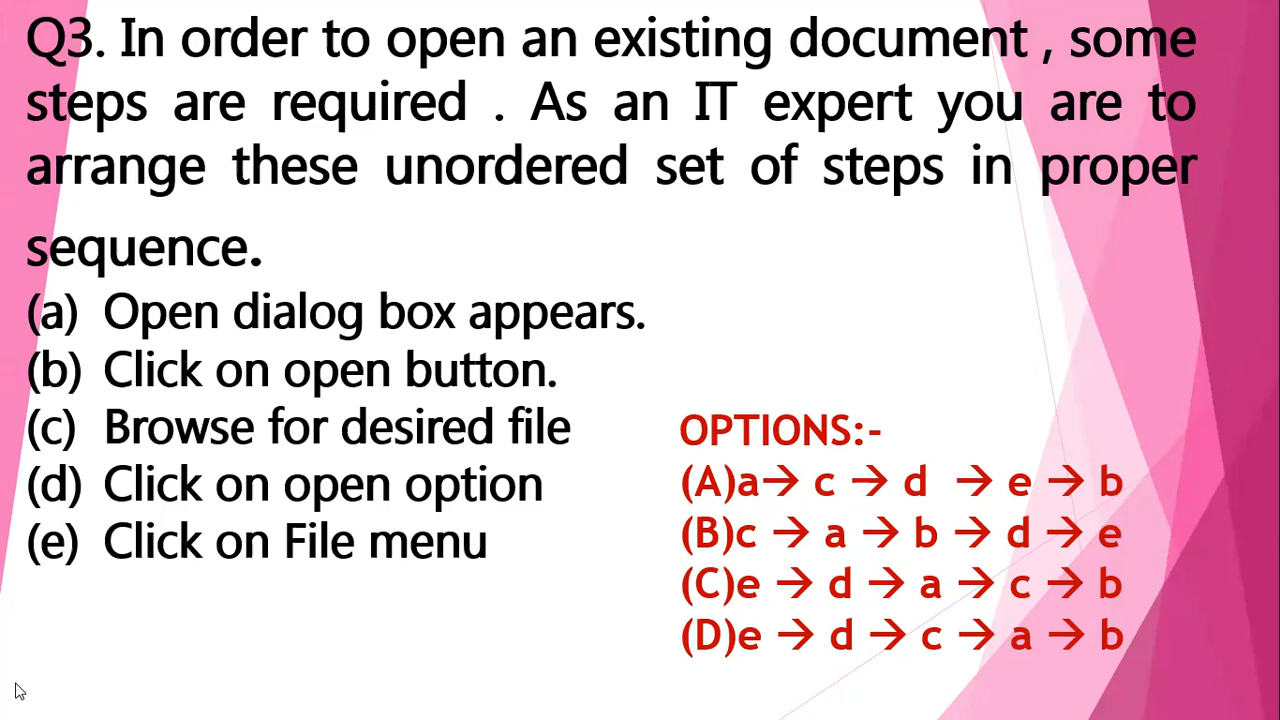 Q3. In order to open an existing document , some
steps are required . As an IT expert you are to
arrange these unordered set of steps in proper
sequence.
(a) Open dialog box appears.
(b) Click on open button.
(c) Browse for desired file
(d) Click on open option
(e) Click on File menu
OPTIONS:-
(A)a→ c → d → e → b
(B)c → a → b → d → e
(C)e → d → a → c → b
(D)e → d → c → a → b